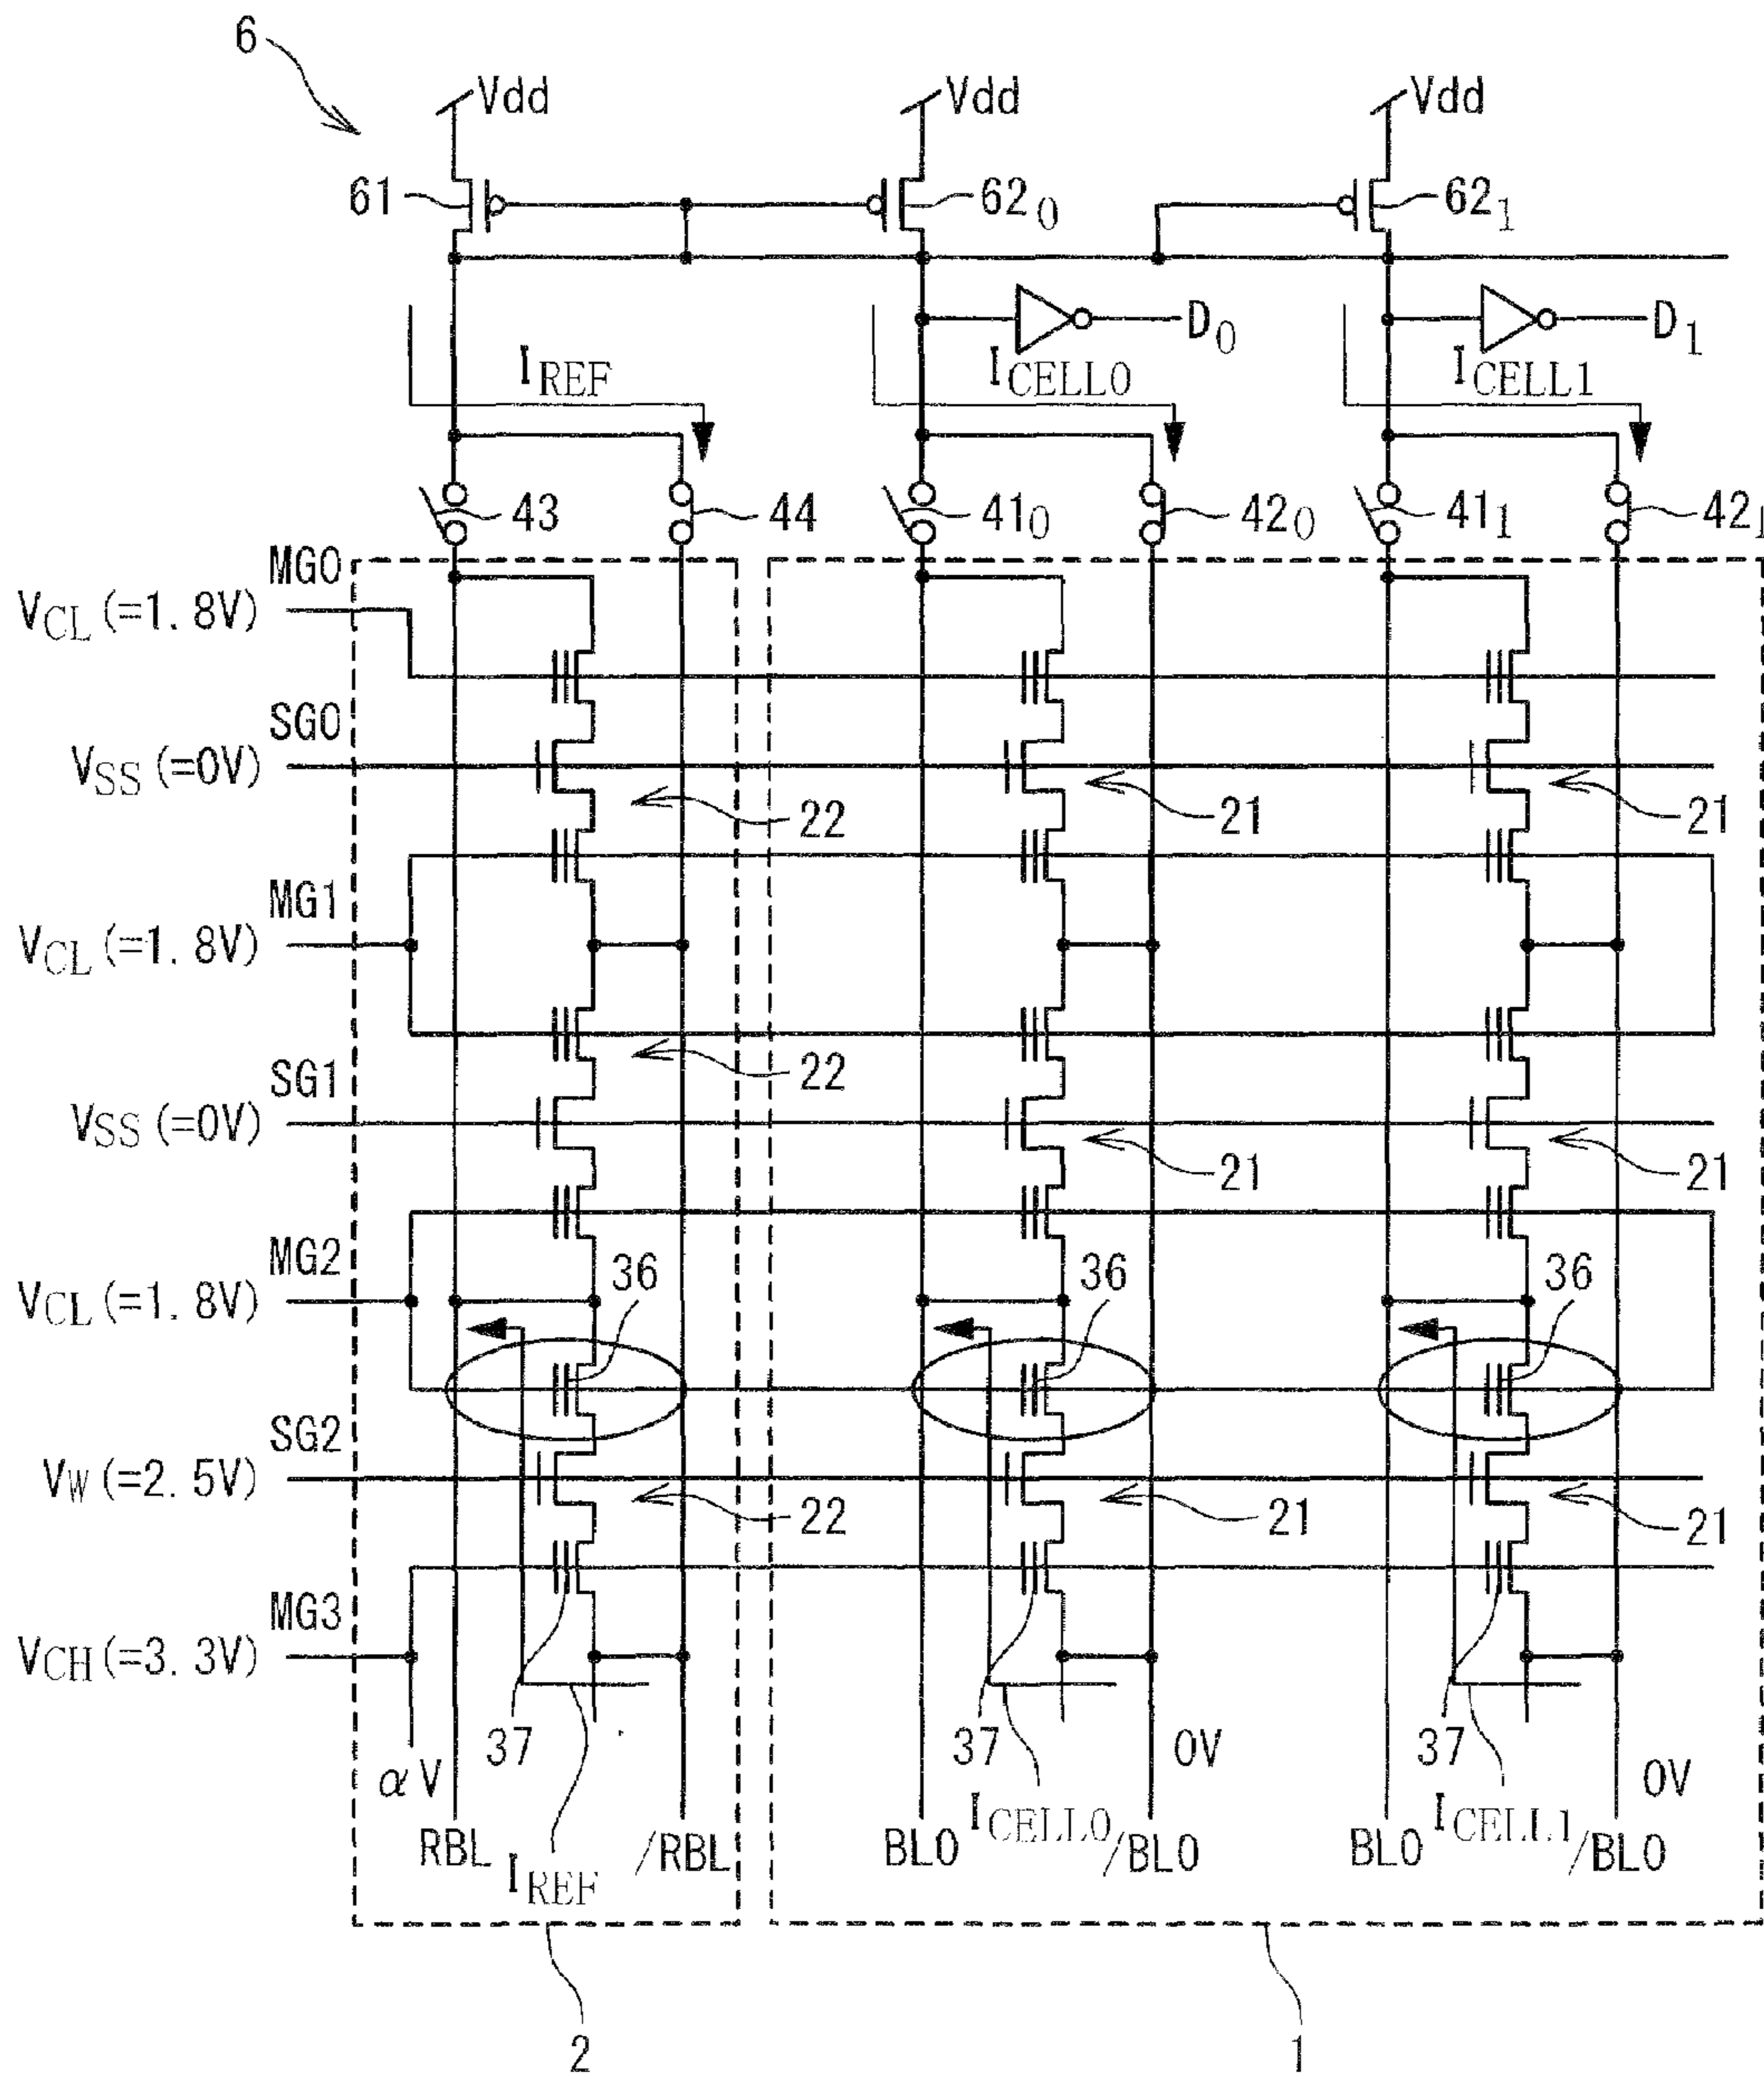 6
Vdd Vdd Vdd
61 62₀ 62₁
D₀ D₁
I_REF I_CELL0 I_CELL1
43 44 41₀ 42₀ 41₁ 42₁
MG0
V_CL (=1.8V)
SG0
V_SS (=0V)
22 21 21
MG1
V_CL (=1.8V)
22
SG1
V_SS (=0V)
21 21
MG2 36 36 36
V_CL (=1.8V)
SG2
V_W (=2.5V)
22 21 21
MG3
V_CH (=3.3V)
37 37 0V 37 0V
αV
RBL I_REF /RBL BL0 I_CELL0 /BL0 BL0 I_CELL1 /BL0
2 1